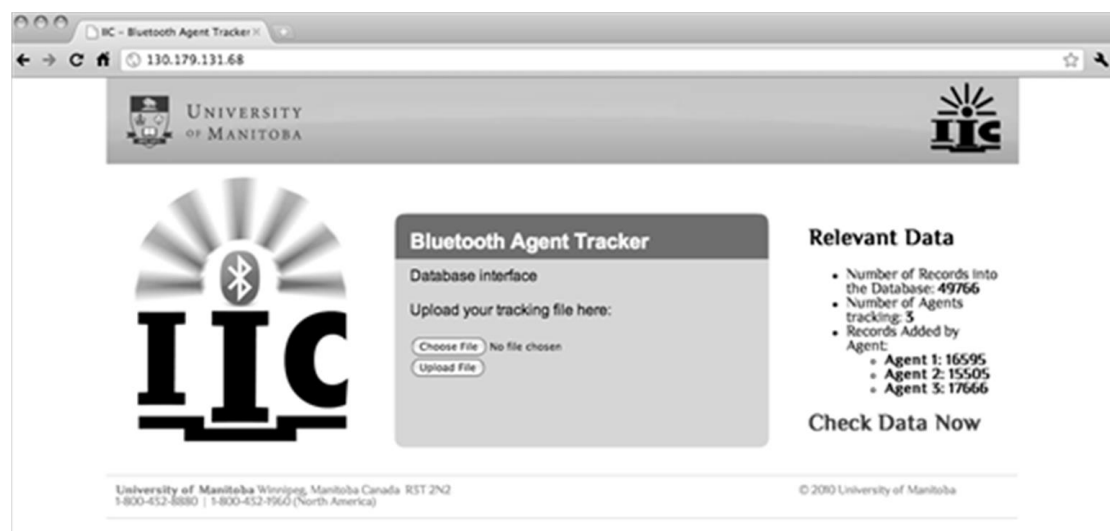 IIC – Bluetooth Agent Tracker
130.179.131.68
UNIVERSITY
OF MANITOBA
IIC
IIC
Bluetooth Agent Tracker
Database interface
Upload your tracking file here:
Choose File No file chosen
Upload File
Relevant Data
• Number of Records into
the Database: 49766
• Number of Agents
tracking: 3
• Records Added by
Agent:
Agent 1: 16595
Agent 2: 15505
Agent 3: 17666
Check Data Now
University of Manitoba Winnipeg, Manitoba Canada R3T 2N2
1-800-432-8880 | 1-800-432-1960 (North America)
© 2010 University of Manitoba